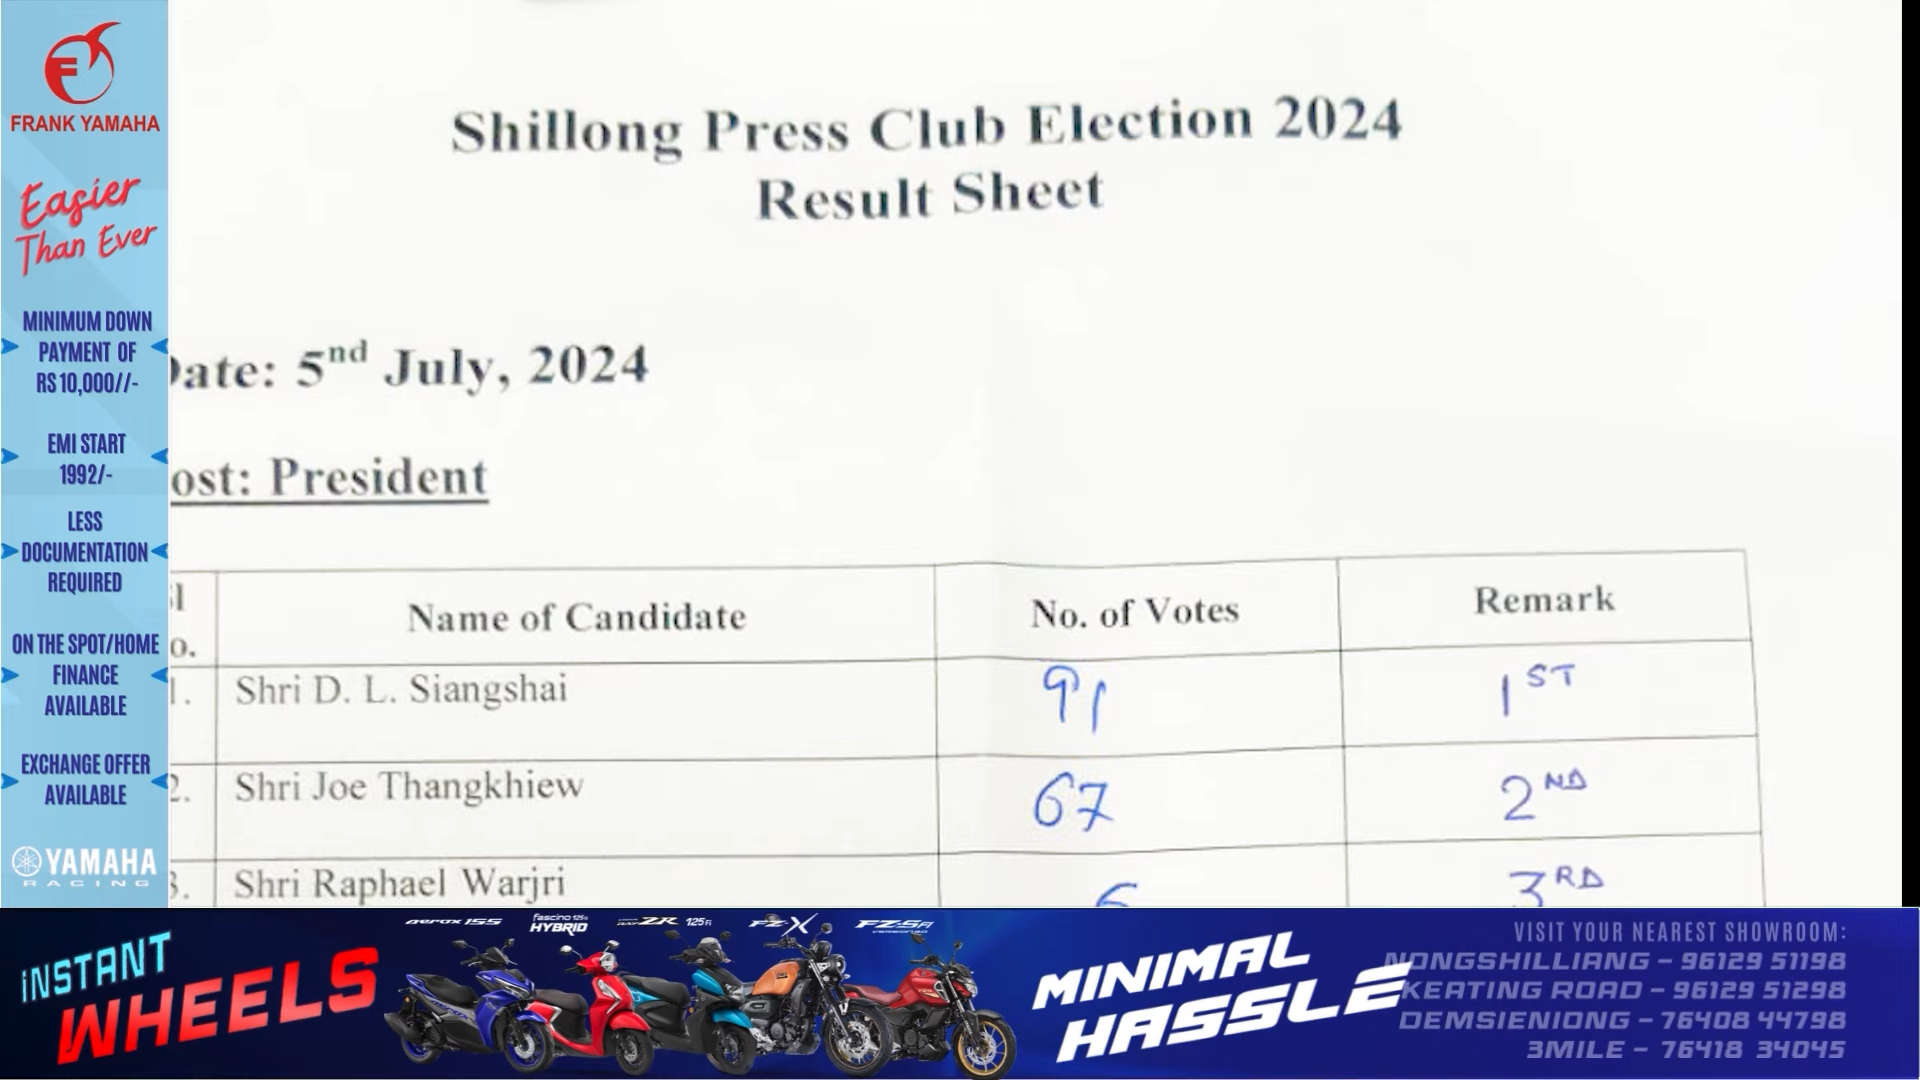 FRANK YAMAHA
Easier
Than Ever
MINIMUM DOWN
PAYMENT OF
RS 10,000//-
EMI START
1992/-
LESS
DOCUMENTATION
REQUIRED
ON THE SPOT/HOME
FINANCE
AVAILABLE
EXCHANGE OFFER
AVAILABLE
YAMAHA
RACING
Shillong Press Club Election 2024
Result Sheet
Date: 5nd July, 2024
ost: President
Name of Candidate No. of Votes Remark
o.
1. Shri D. L. Siangshai 91 1ST
2. Shri Joe Thangkhiew 67 2ND
3. Shri Raphael Warjri 3RD
iNSTANT
WHEELS
aerox 155
fascino 125fi
HYBRID
ZR 125 Fi
FZ-X
FZ-S FI
MINIMAL
HASSLE
VISIT YOUR NEAREST SHOWROOM:
NONGSHILLIANG – 96129 51198
KEATING ROAD – 96129 51298
DEMSIENIONG – 76408 44798
3MILE – 76418 34045